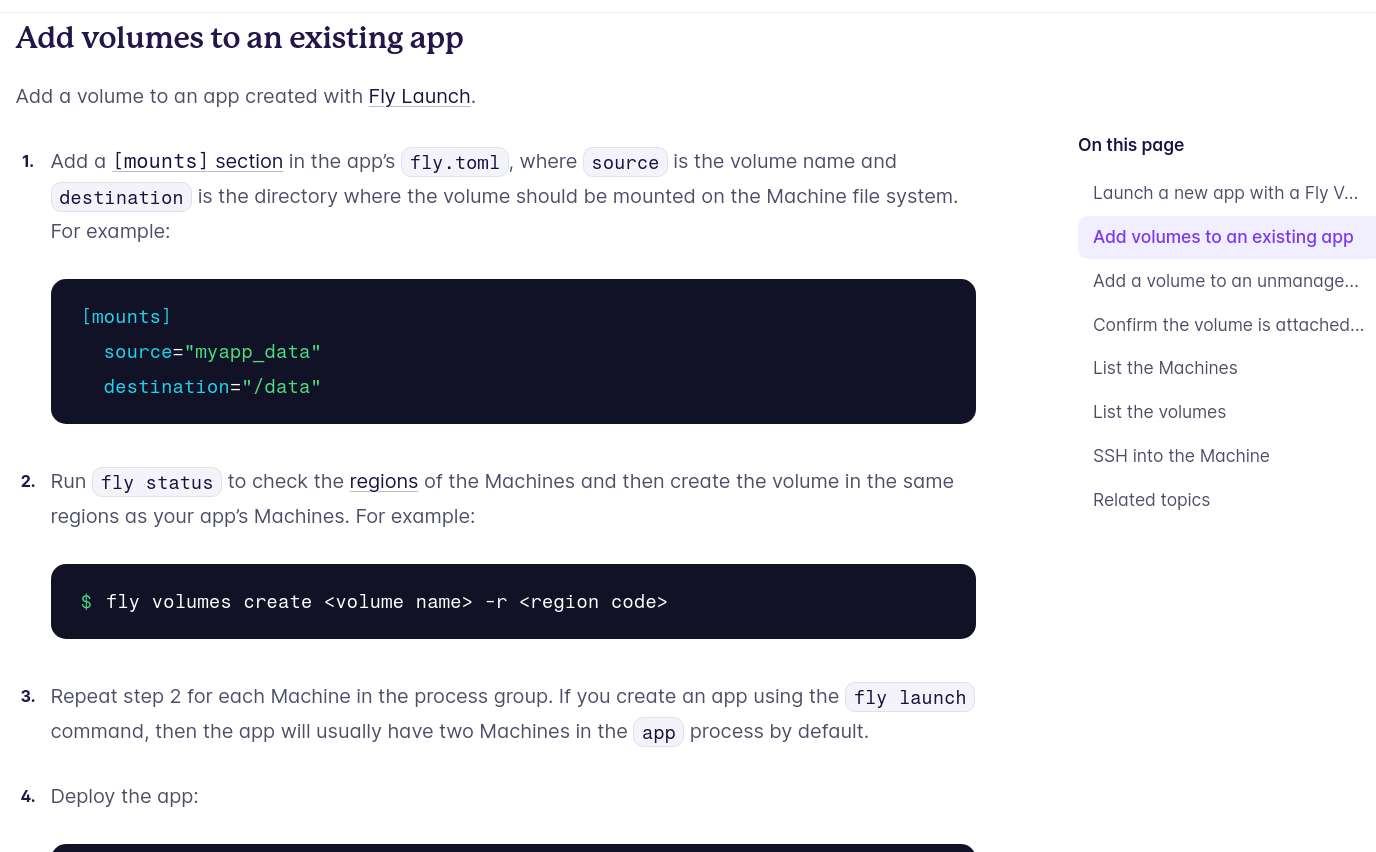 Add volumes to an existing app
Add a volume to an app created with Fly Launch.
1. Add a [mounts] section in the app’s fly.toml, where source is the volume name and
destination is the directory where the volume should be mounted on the Machine file system.
For example:
[mounts]
source="myapp_data"
destination="/data"
2. Run fly status to check the regions of the Machines and then create the volume in the same
regions as your app’s Machines. For example:
$ fly volumes create <volume name> -r <region code>
3. Repeat step 2 for each Machine in the process group. If you create an app using the fly launch
command, then the app will usually have two Machines in the app process by default.
4. Deploy the app:
On this page
Launch a new app with a Fly V...
Add volumes to an existing app
Add a volume to an unmanage...
Confirm the volume is attached...
List the Machines
List the volumes
SSH into the Machine
Related topics